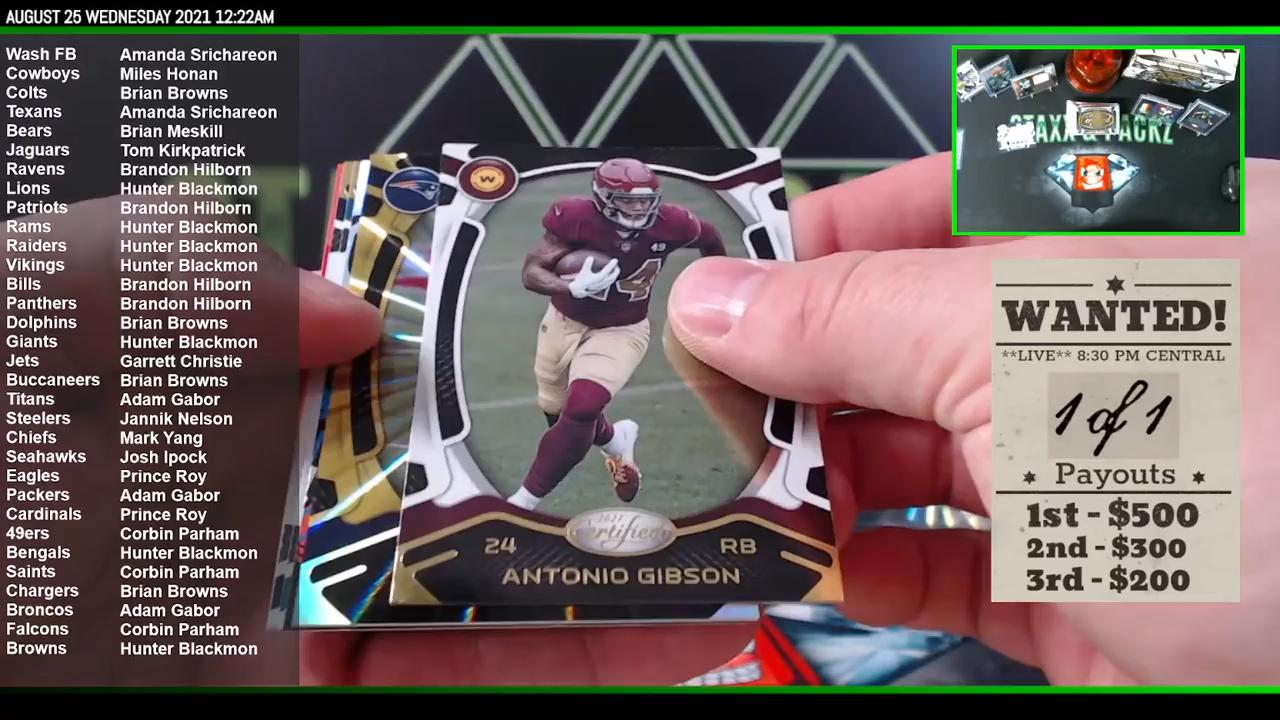 AUGUST 25 WEDNESDAY 2021 12:22AM
Wash FB Amanda Srichareon
Cowboys Miles Honan
Colts Brian Browns
Texans Amanda Srichareon
Bears Brian Meskill
Jaguars Tom Kirkpatrick
Ravens Brandon Hilborn
Lions Hunter Blackmon
Patriots Brandon Hilborn
Rams Hunter Blackmon
Raiders Hunter Blackmon
Vikings Hunter Blackmon
Bills Brandon Hilborn
Panthers Brandon Hilborn
Dolphins Brian Browns
Giants Hunter Blackmon
Jets Garrett Christie
Buccaneers Brian Browns
Titans Adam Gabor
Steelers Jannik Nelson
Chiefs Mark Yang
Seahawks Josh Ipock
Eagles Prince Roy
Packers Adam Gabor
Cardinals Prince Roy
49ers Corbin Parham
Bengals Hunter Blackmon
Saints Corbin Parham
Chargers Brian Browns
Broncos Adam Gabor
Falcons Corbin Parham
Browns Hunter Blackmon
W
49
2021
Certified
24 RB
ANTONIO GIBSON
WANTED!
**LIVE** 8:30 PM CENTRAL
1 of 1
Payouts
1st - $500
2nd - $300
3rd - $200